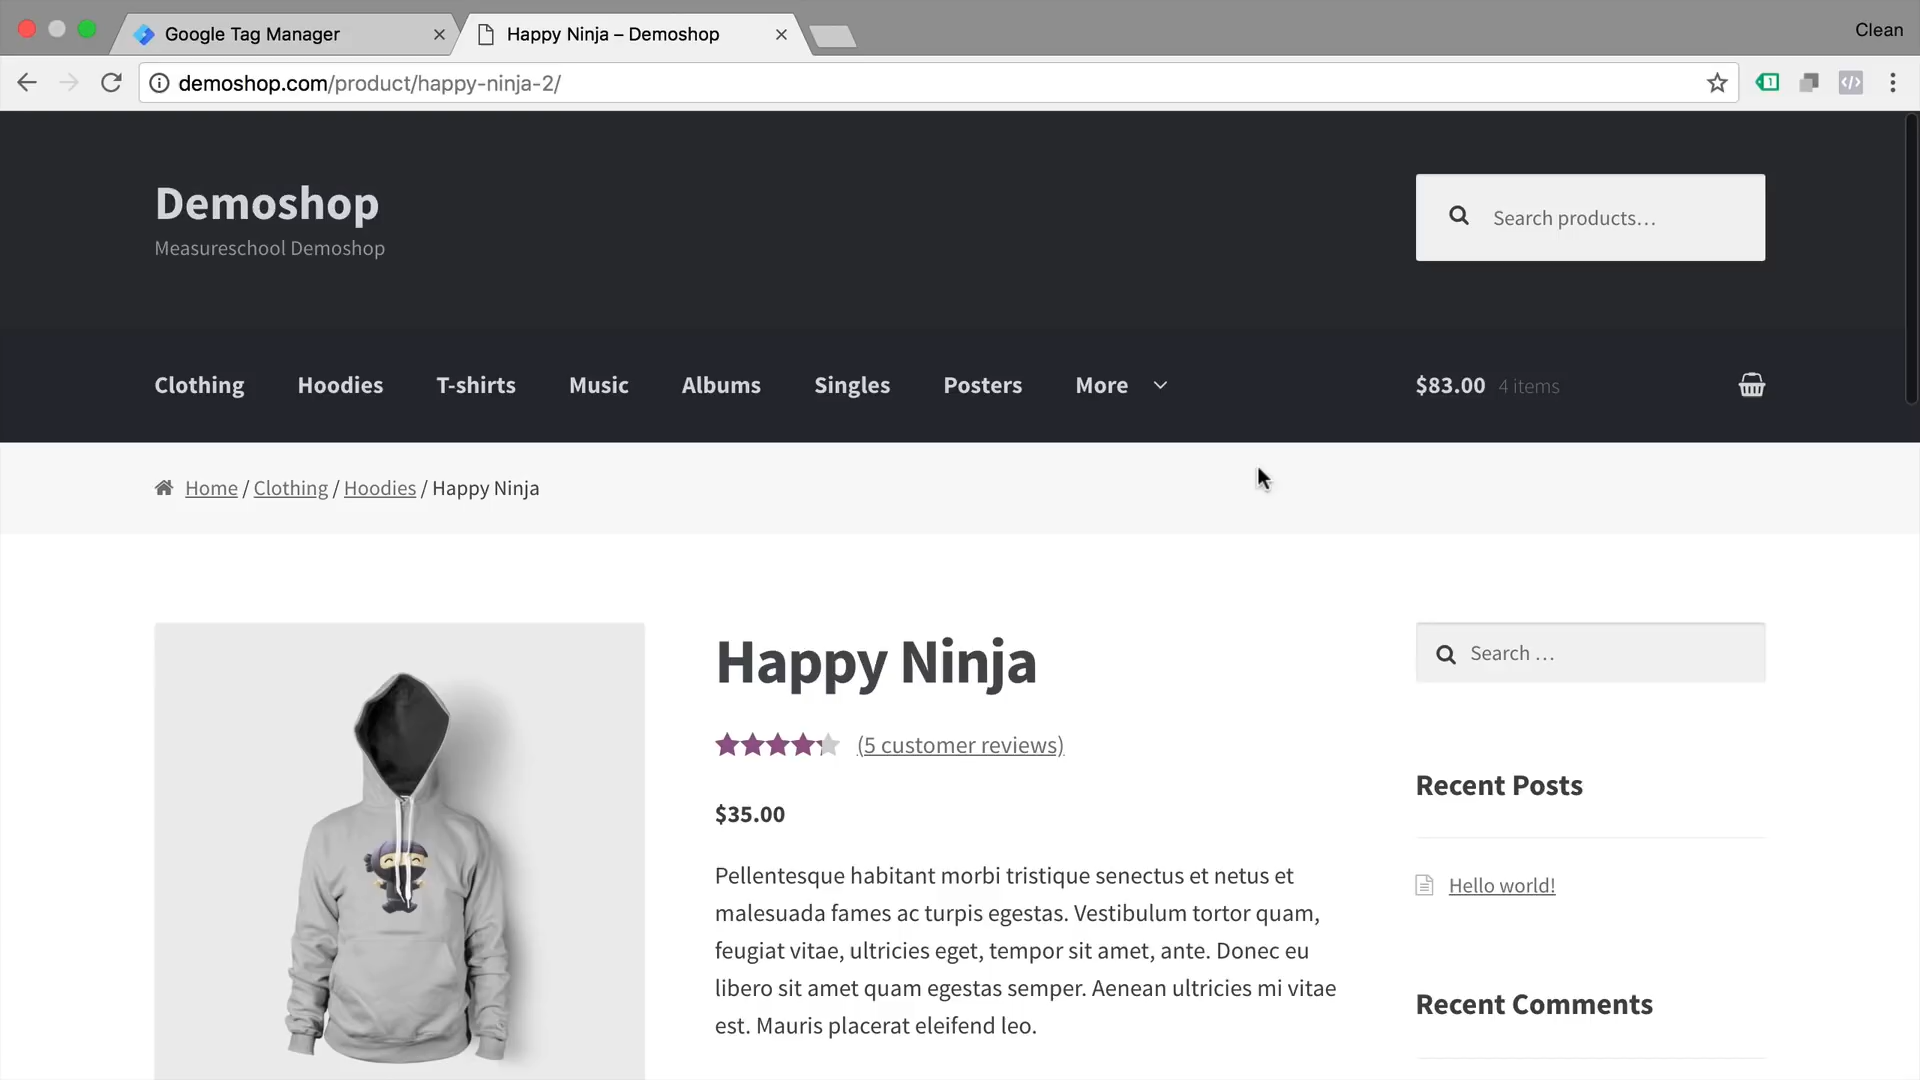 Google Tag Manager
Happy Ninja – Demoshop
Clean
demoshop.com/product/happy-ninja-2/
1
Demoshop
Measureschool Demoshop
Search products…
Clothing
Hoodies
T-shirts
Music
Albums
Singles
Posters
More
$83.00 4 items
Home / Clothing / Hoodies / Happy Ninja
Happy Ninja
(5 customer reviews)
$35.00
Pellentesque habitant morbi tristique senectus et netus et
malesuada fames ac turpis egestas. Vestibulum tortor quam,
feugiat vitae, ultricies eget, tempor sit amet, ante. Donec eu
libero sit amet quam egestas semper. Aenean ultricies mi vitae
est. Mauris placerat eleifend leo.
Search …
Recent Posts
Hello world!
Recent Comments